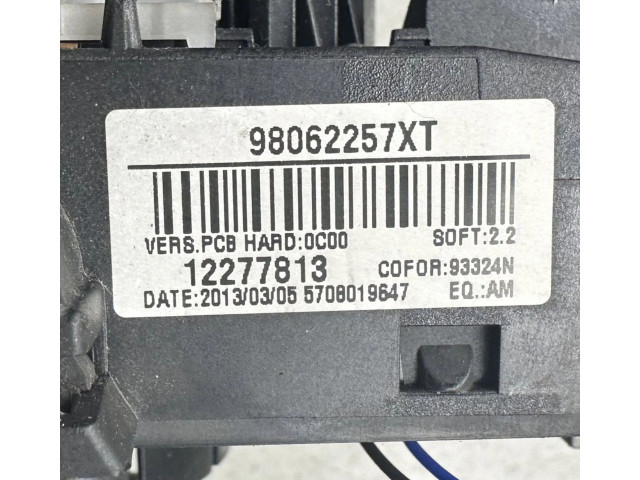 98062257XT
VERS.PCB HARD:0C00 SOFT:2.2
12277813 COFOR:93324N
DATE:2013/03/05 5708019647 EQ.:AM